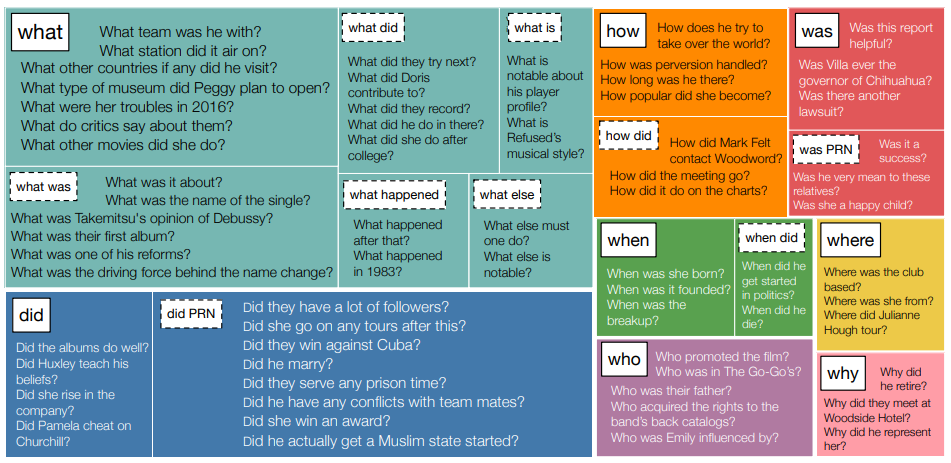 what
What team was he with?
What station did it air on?
What other countries if any did he visit?
What type of museum did Peggy plan to open?
What were her troubles in 2016?
What do critics say about them?
What other movies did she do?
what did
What did they try next?
What did Doris
contribute to?
What did they record?
What did he do in there?
What did she do after
college?
what is
What is
notable about
his player
profile?
What is
Refused's
musical style?
what was
What was it about?
What was the name of the single?
What was Takemitsu's opinion of Debussy?
What was their first album?
What was one of his reforms?
What was the driving force behind the name change?
what happened
What happened
after that?
What happened
in 1983?
what else
What else must
one do?
What else is
notable?
did
Did the albums do well?
Did Huxley teach his
beliefs?
Did she rise in the
company?
Did Pamela cheat on
Churchill?
did PRN
Did they have a lot of followers?
Did she go on any tours after this?
Did they win against Cuba?
Did he marry?
Did they serve any prison time?
Did he have any conflicts with team mates?
Did she win an award?
Did he actually get a Muslim state started?
how
How does he try to
take over the world?
How was perversion handled?
How long was he there?
How popular did she become?
how did
How did Mark Felt
contact Woodword?
How did the meeting go?
How did it do on the charts?
was
Was this report
helpful?
Was Villa ever the
governor of Chihuahua?
Was there another
lawsuit?
was PRN
Was it a
success?
Was he very mean to these
relatives?
Was she a happy child?
when
When was she born?
When was it founded?
When was the
breakup?
when did
When did he
get started
in politics?
When did he
die?
where
Where was the club
based?
Where was she from?
Where did Julianne
Hough tour?
who
Who promoted the film?
Who was in The Go-Go's?
Who was their father?
Who acquired the rights to the
band's back catalogs?
Who was Emily influenced by?
why
Why did
he retire?
Why did they meet at
Woodside Hotel?
Why did he represent
her?